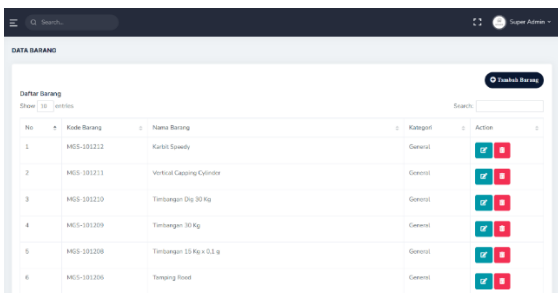 Search..
Super Admin
DATA BARANG
Tambah Barang
Daftar Barang
Show 10 entries
Search:
No Kode Barang Nama Barang Kategori Action
1 MGS-101212 Karbit Speedy General
2 MGS-101211 Vertical Capping Cylinder General
3 MGS-101210 Timbangan Dig 30 Kg General
4 MGS-101209 Timbangan 30 Kg General
5 MGS-101208 Timbangan 15 Kg x 0,1 g General
6 MGS-101206 Tamping Rood General